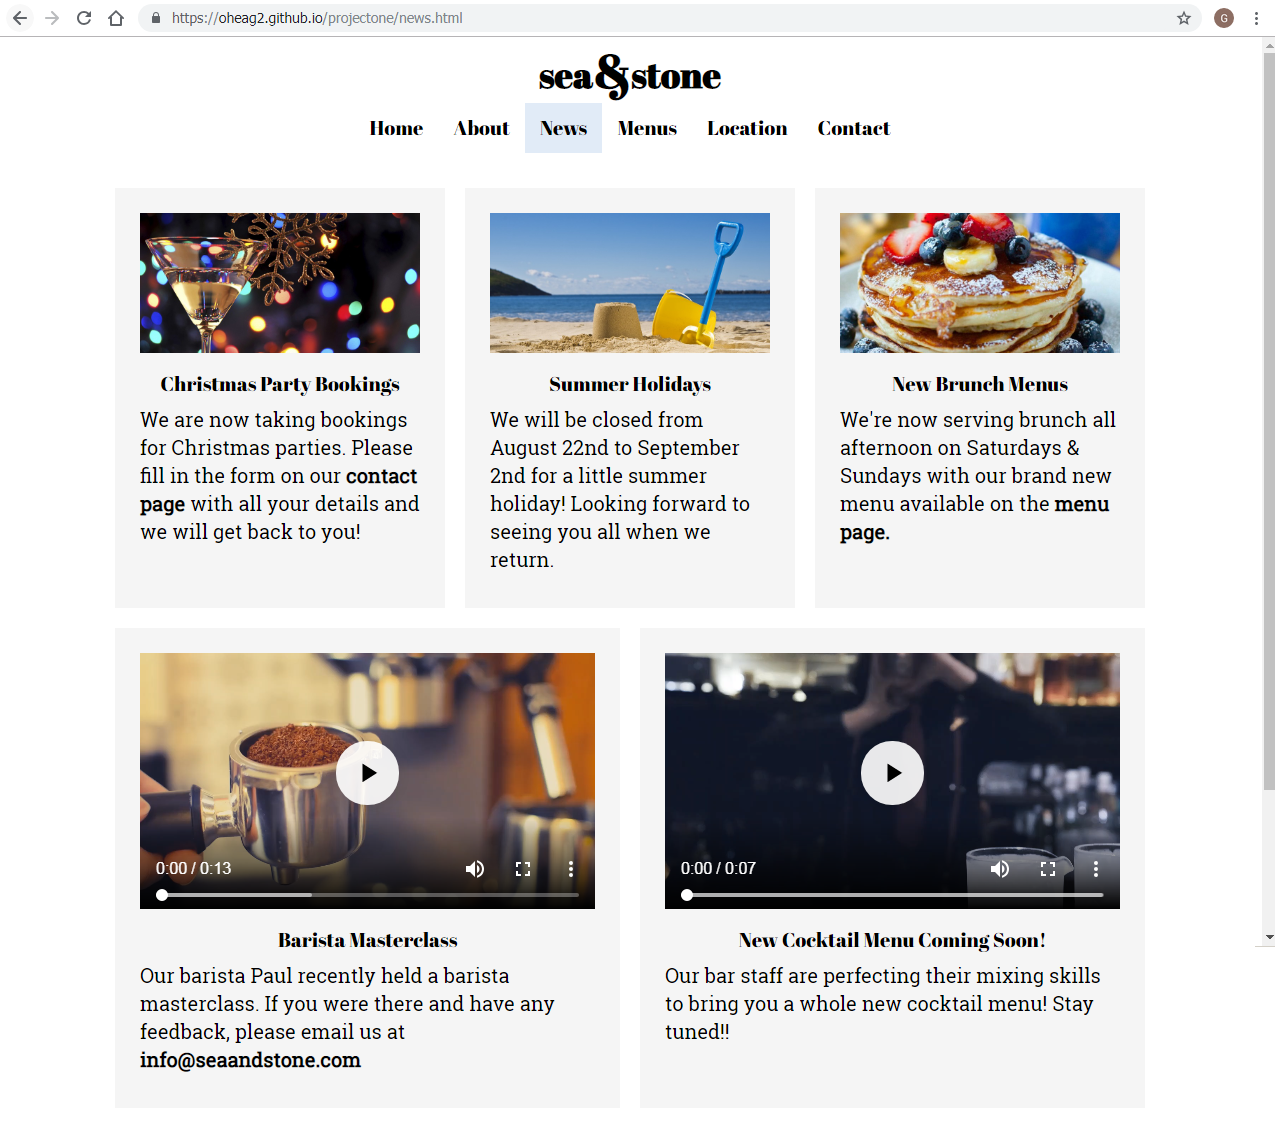 https://oheag2.github.io/projectone/news.html
G
sea&stone
Home About News Menus Location Contact
Christmas Party Bookings
We are now taking bookings
for Christmas parties. Please
fill in the form on our contact
page with all your details and
we will get back to you!
Summer Holidays
We will be closed from
August 22nd to September
2nd for a little summer
holiday! Looking forward to
seeing you all when we
return.
New Brunch Menus
We're now serving brunch all
afternoon on Saturdays &
Sundays with our brand new
menu available on the menu
page.
0:00 / 0:13
Barista Masterclass
Our barista Paul recently held a barista
masterclass. If you were there and have any
feedback, please email us at
info@seaandstone.com
0:00 / 0:07
New Cocktail Menu Coming Soon!
Our bar staff are perfecting their mixing skills
to bring you a whole new cocktail menu! Stay
tuned!!